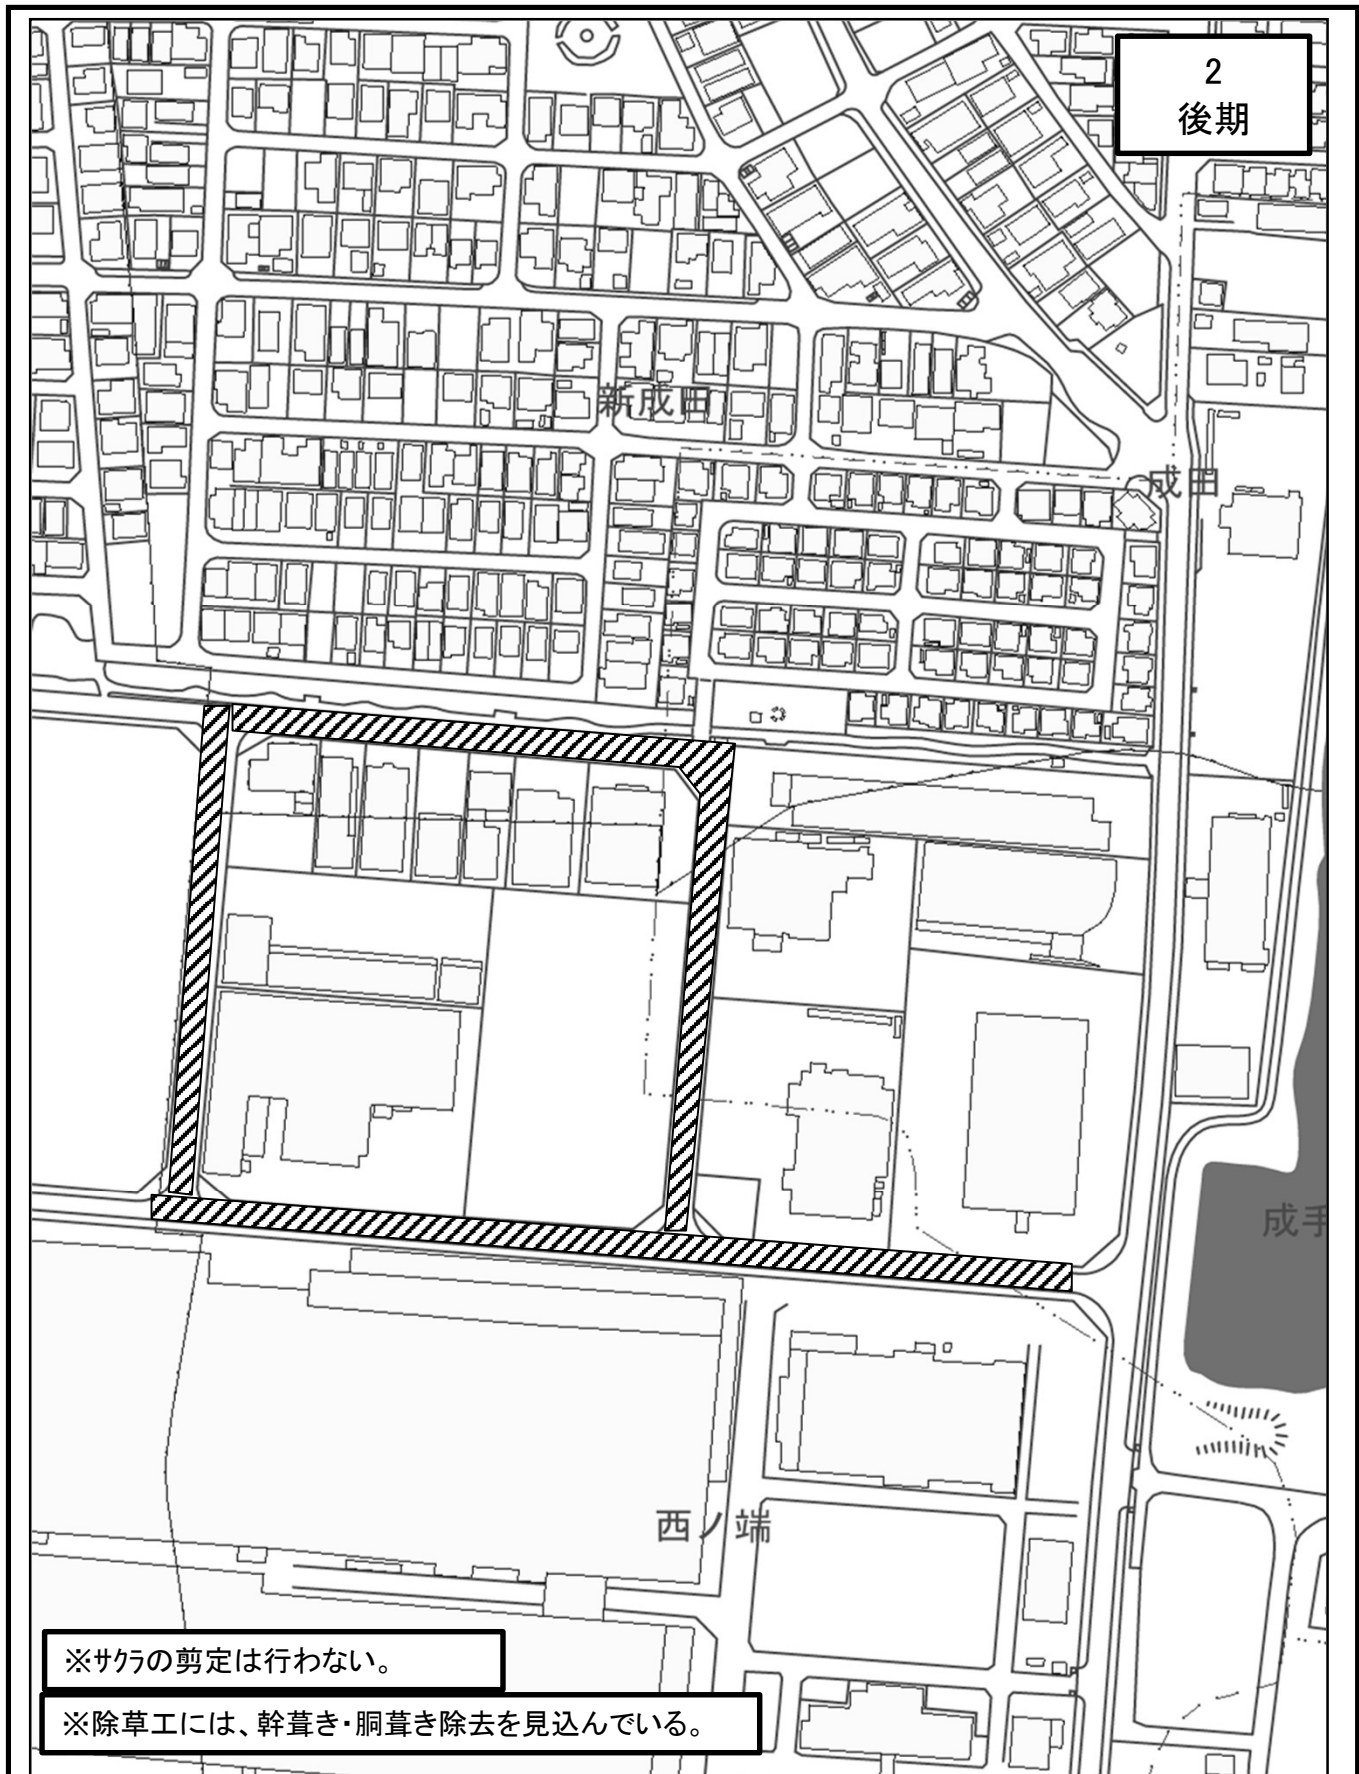 2
後期
新成田
成田
成手
西ノ端
※サクラの剪定は行わない。
※除草工には、幹葺き・胴葺き除去を見込んでいる。